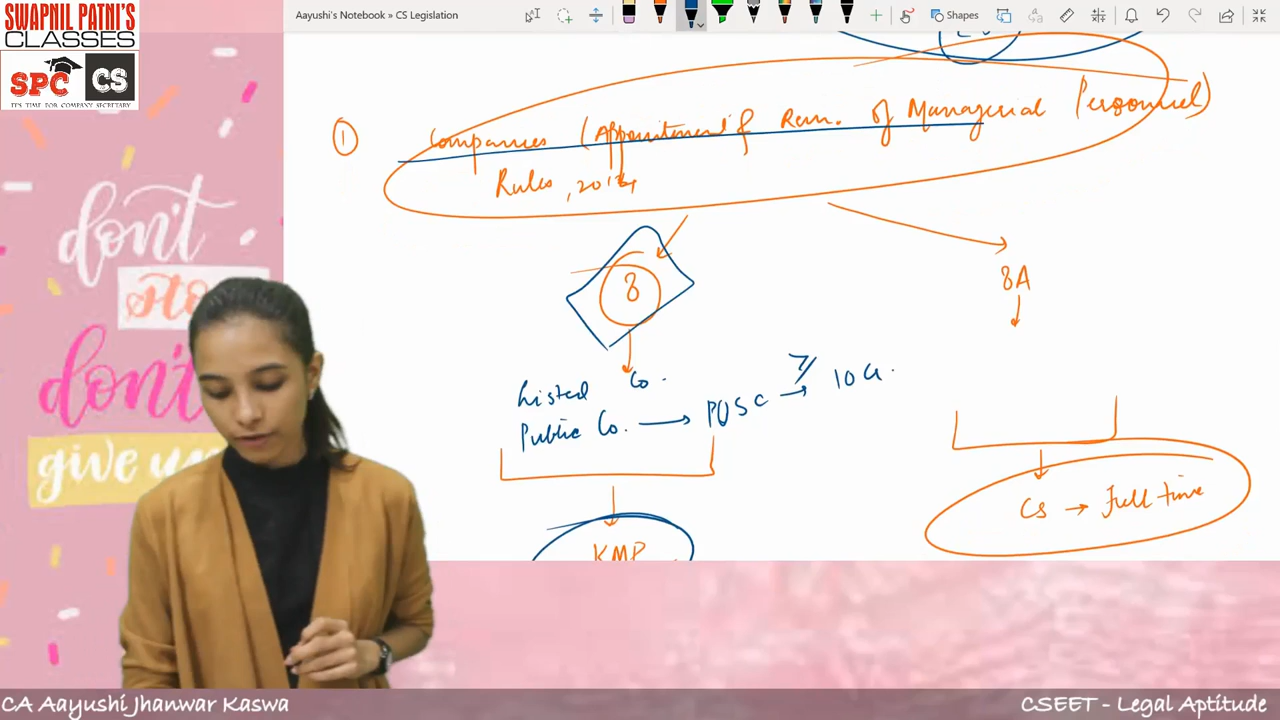 SWAPNIL PATNI'S
CLASSES
SPC CS
IT'S TIME FOR COMPANY SECRETARY
Aayushi's Notebook » CS Legislation
Shapes
① Companies (Appointment & Rem. of Managerial Personnel)
Rules, 2014
8
8A
Listed Co.
Public Co. → PUSC → ≥ 10 Cr.
KMP
CS → Full time
don't
sto
don't
give up
CA Aayushi Jhanwar Kaswa
CSEET - Legal Aptitude